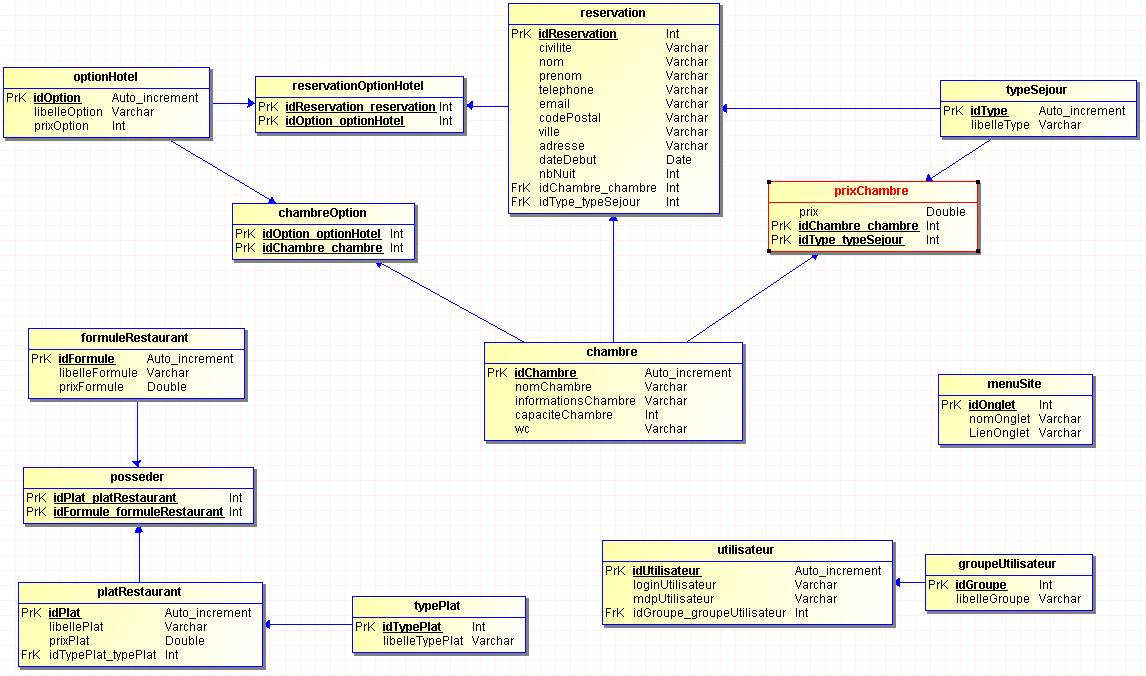 reservation
PrK idReservation Int
civilite Varchar
nom Varchar
prenom Varchar
telephone Varchar
email Varchar
codePostal Varchar
ville Varchar
adresse Varchar
dateDebut Date
nbNuit Int
FrK idChambre_chambre Int
FrK idType_typeSejour Int
optionHotel
PrK idOption Auto_increment
libelleOption Varchar
prixOption Int
reservationOptionHotel
PrK idReservation_reservation Int
PrK idOption_optionHotel Int
typeSejour
PrK idType Auto_increment
libelleType Varchar
prixChambre
prix Double
PrK idChambre_chambre Int
PrK idType_typeSejour Int
chambreOption
PrK idOption_optionHotel Int
PrK idChambre_chambre Int
formuleRestaurant
PrK idFormule Auto_increment
libelleFormule Varchar
prixFormule Double
chambre
PrK idChambre Auto_increment
nomChambre Varchar
informationsChambre Varchar
capaciteChambre Int
wc Varchar
menuSite
PrK idOnglet Int
nomOnglet Varchar
LienOnglet Varchar
posseder
PrK idPlat_platRestaurant Int
PrK idFormule_formuleRestaurant Int
utilisateur
PrK idUtilisateur Auto_increment
loginUtilisateur Varchar
mdpUtilisateur Varchar
FrK idGroupe_groupeUtilisateur Int
groupeUtilisateur
PrK idGroupe Int
libelleGroupe Varchar
platRestaurant
PrK idPlat Auto_increment
libellePlat Varchar
prixPlat Double
FrK idTypePlat_typePlat Int
typePlat
PrK idTypePlat Int
libelleTypePlat Varchar